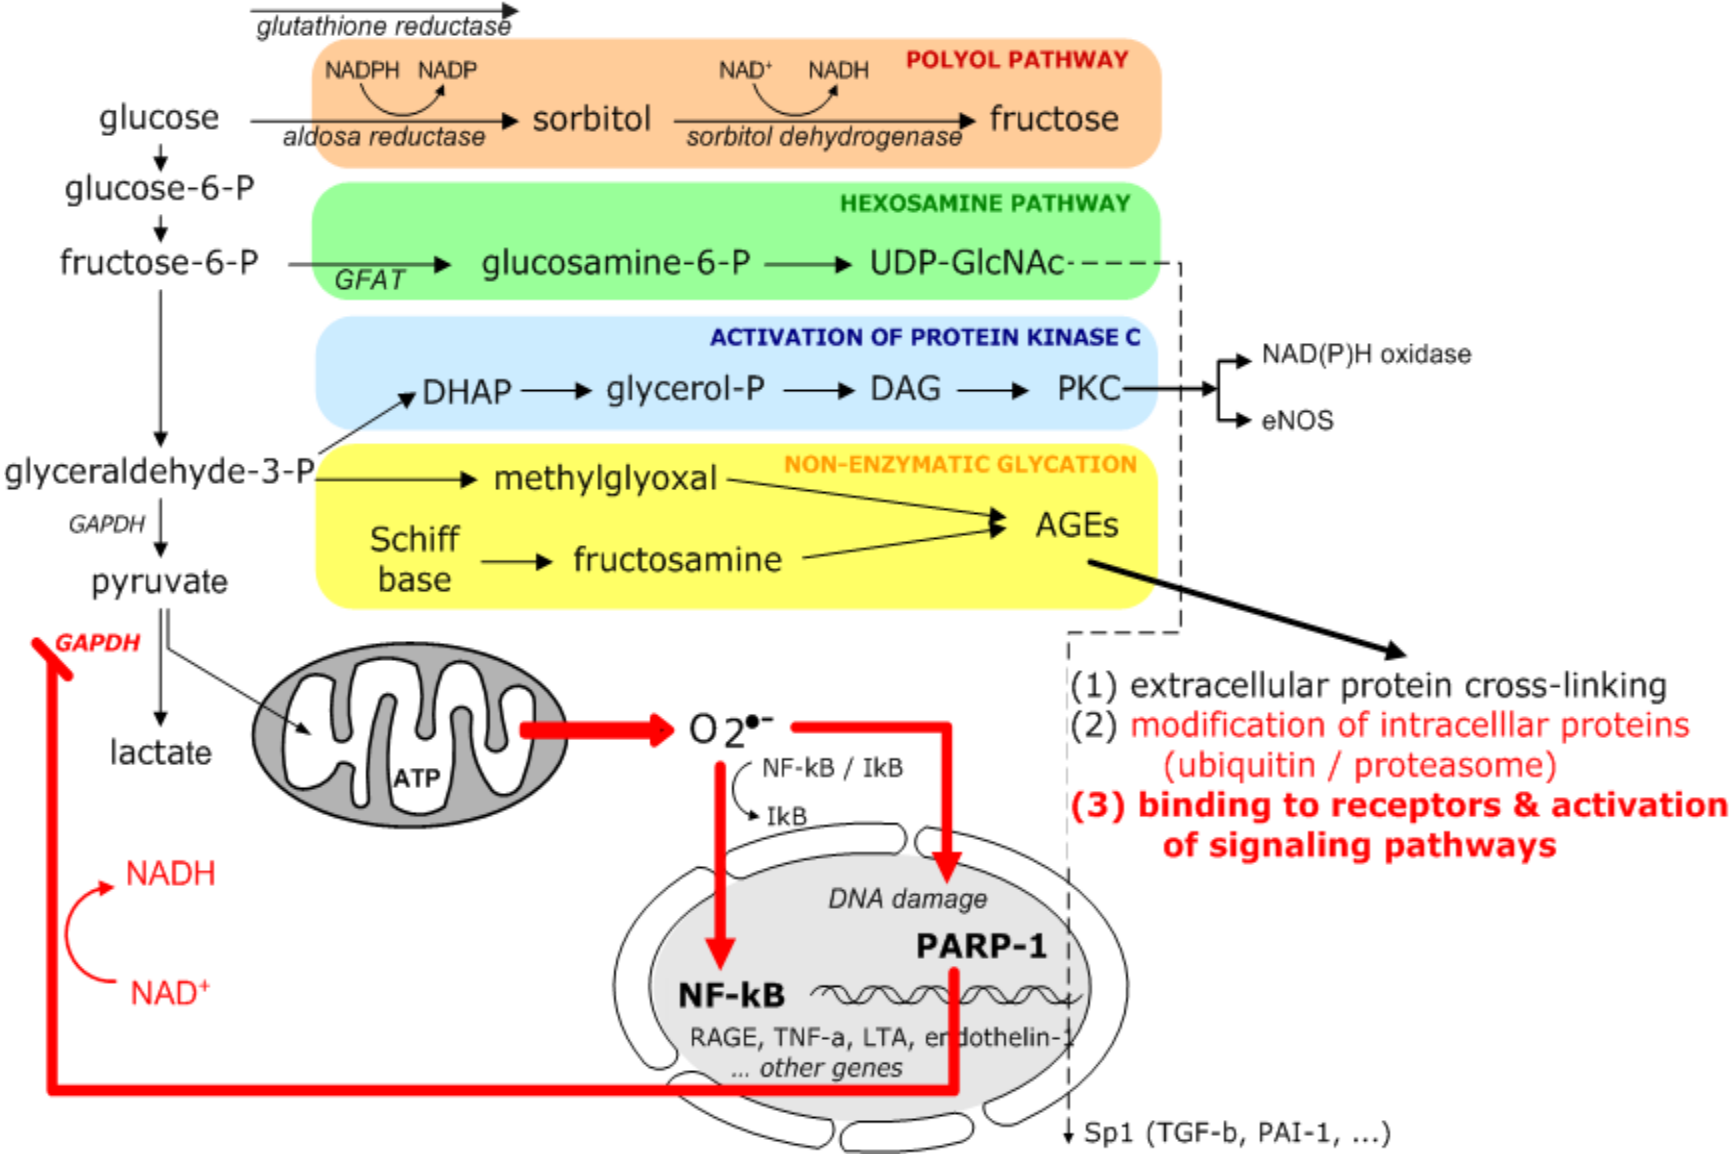 glutathione reductase
POLYOL PATHWAY
NADPH NADP
NAD⁺ NADH
glucose
aldosa reductase
sorbitol
sorbitol dehydrogenase
fructose
glucose-6-P
HEXOSAMINE PATHWAY
fructose-6-P
GFAT
glucosamine-6-P
UDP-GlcNAc
ACTIVATION OF PROTEIN KINASE C
DHAP
glycerol-P
DAG
PKC
NAD(P)H oxidase
eNOS
glyceraldehyde-3-P
NON-ENZYMATIC GLYCATION
methylglyoxal
AGEs
Schiff
base
fructosamine
GAPDH
pyruvate
GAPDH
lactate
ATP
O2•-
NF-kB / IkB
IkB
(1) extracellular protein cross-linking
(2) modification of intracelllar proteins
(ubiquitin / proteasome)
(3) binding to receptors & activation
of signaling pathways
NADH
NAD⁺
DNA damage
PARP-1
NF-kB
RAGE, TNF-a, LTA, endothelin-1
... other genes
Sp1 (TGF-b, PAI-1, ...)